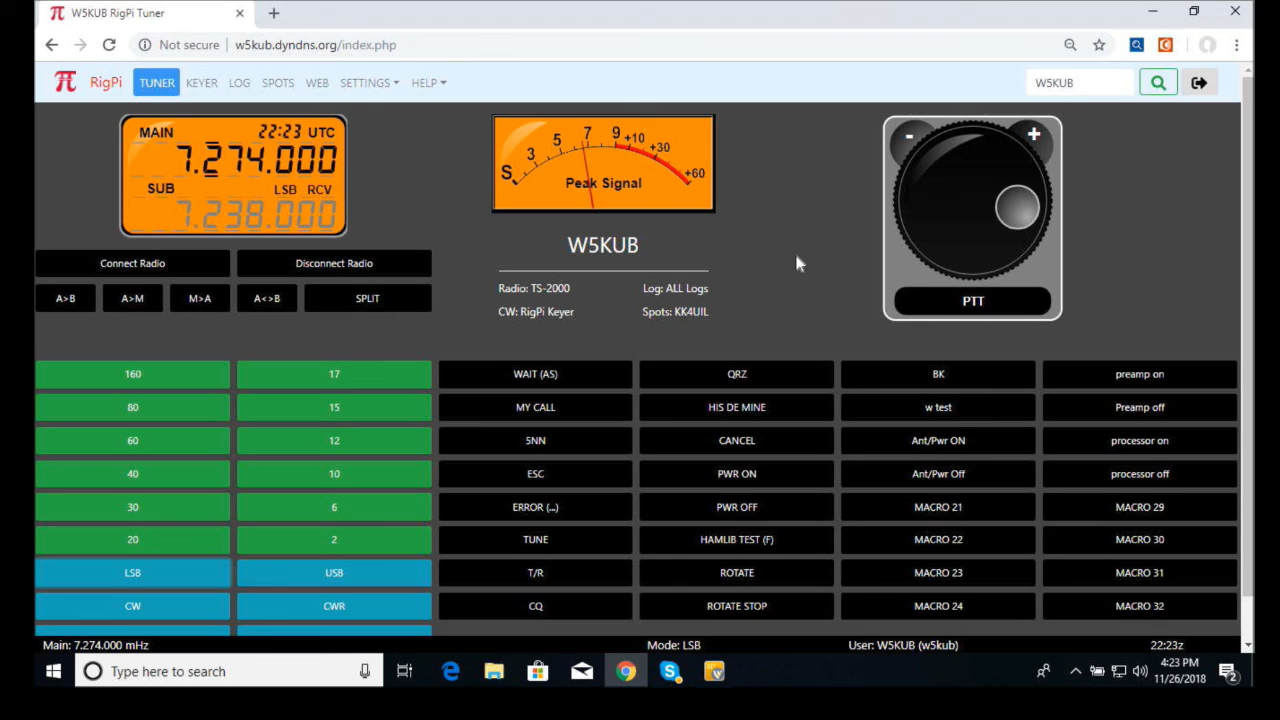 W5KUB RigPi Tuner
Not secure
w5kub.dyndns.org/index.php
RigPi
TUNER
KEYER
LOG
SPOTS
WEB
SETTINGS
HELP
W5KUB
MAIN 22:23 UTC
7.274.000
SUB LSB RCV
7.238.000
S 3 5 7 9 +10 +30 +60
Peak Signal
- +
PTT
Connect Radio
Disconnect Radio
A>B
A>M
M>A
A<>B
SPLIT
W5KUB
Radio: TS-2000 Log: ALL Logs
CW: RigPi Keyer Spots: KK4UIL
160 17 WAIT (AS) QRZ BK preamp on
80 15 MY CALL HIS DE MINE w test Preamp off
60 12 5NN CANCEL Ant/Pwr ON processor on
40 10 ESC PWR ON Ant/Pwr Off processor off
30 6 ERROR (...) PWR OFF MACRO 21 MACRO 29
20 2 TUNE HAMLIB TEST (F) MACRO 22 MACRO 30
LSB USB T/R ROTATE MACRO 23 MACRO 31
CW CWR CQ ROTATE STOP MACRO 24 MACRO 32
Main: 7.274.000 mHz Mode: LSB User: W5KUB (w5kub) 22:23z
Type here to search
4:23 PM
11/26/2018
2